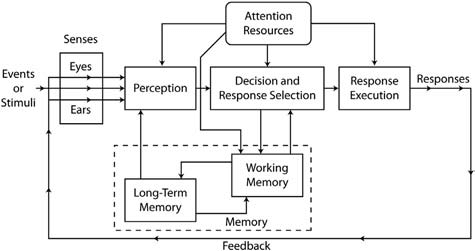 Attention
Resources
Senses
Eyes
Events
or
Stimuli
Ears
Perception
Decision and
Response Selection
Response
Execution
Responses
Working
Memory
Long-Term
Memory
Memory
Feedback